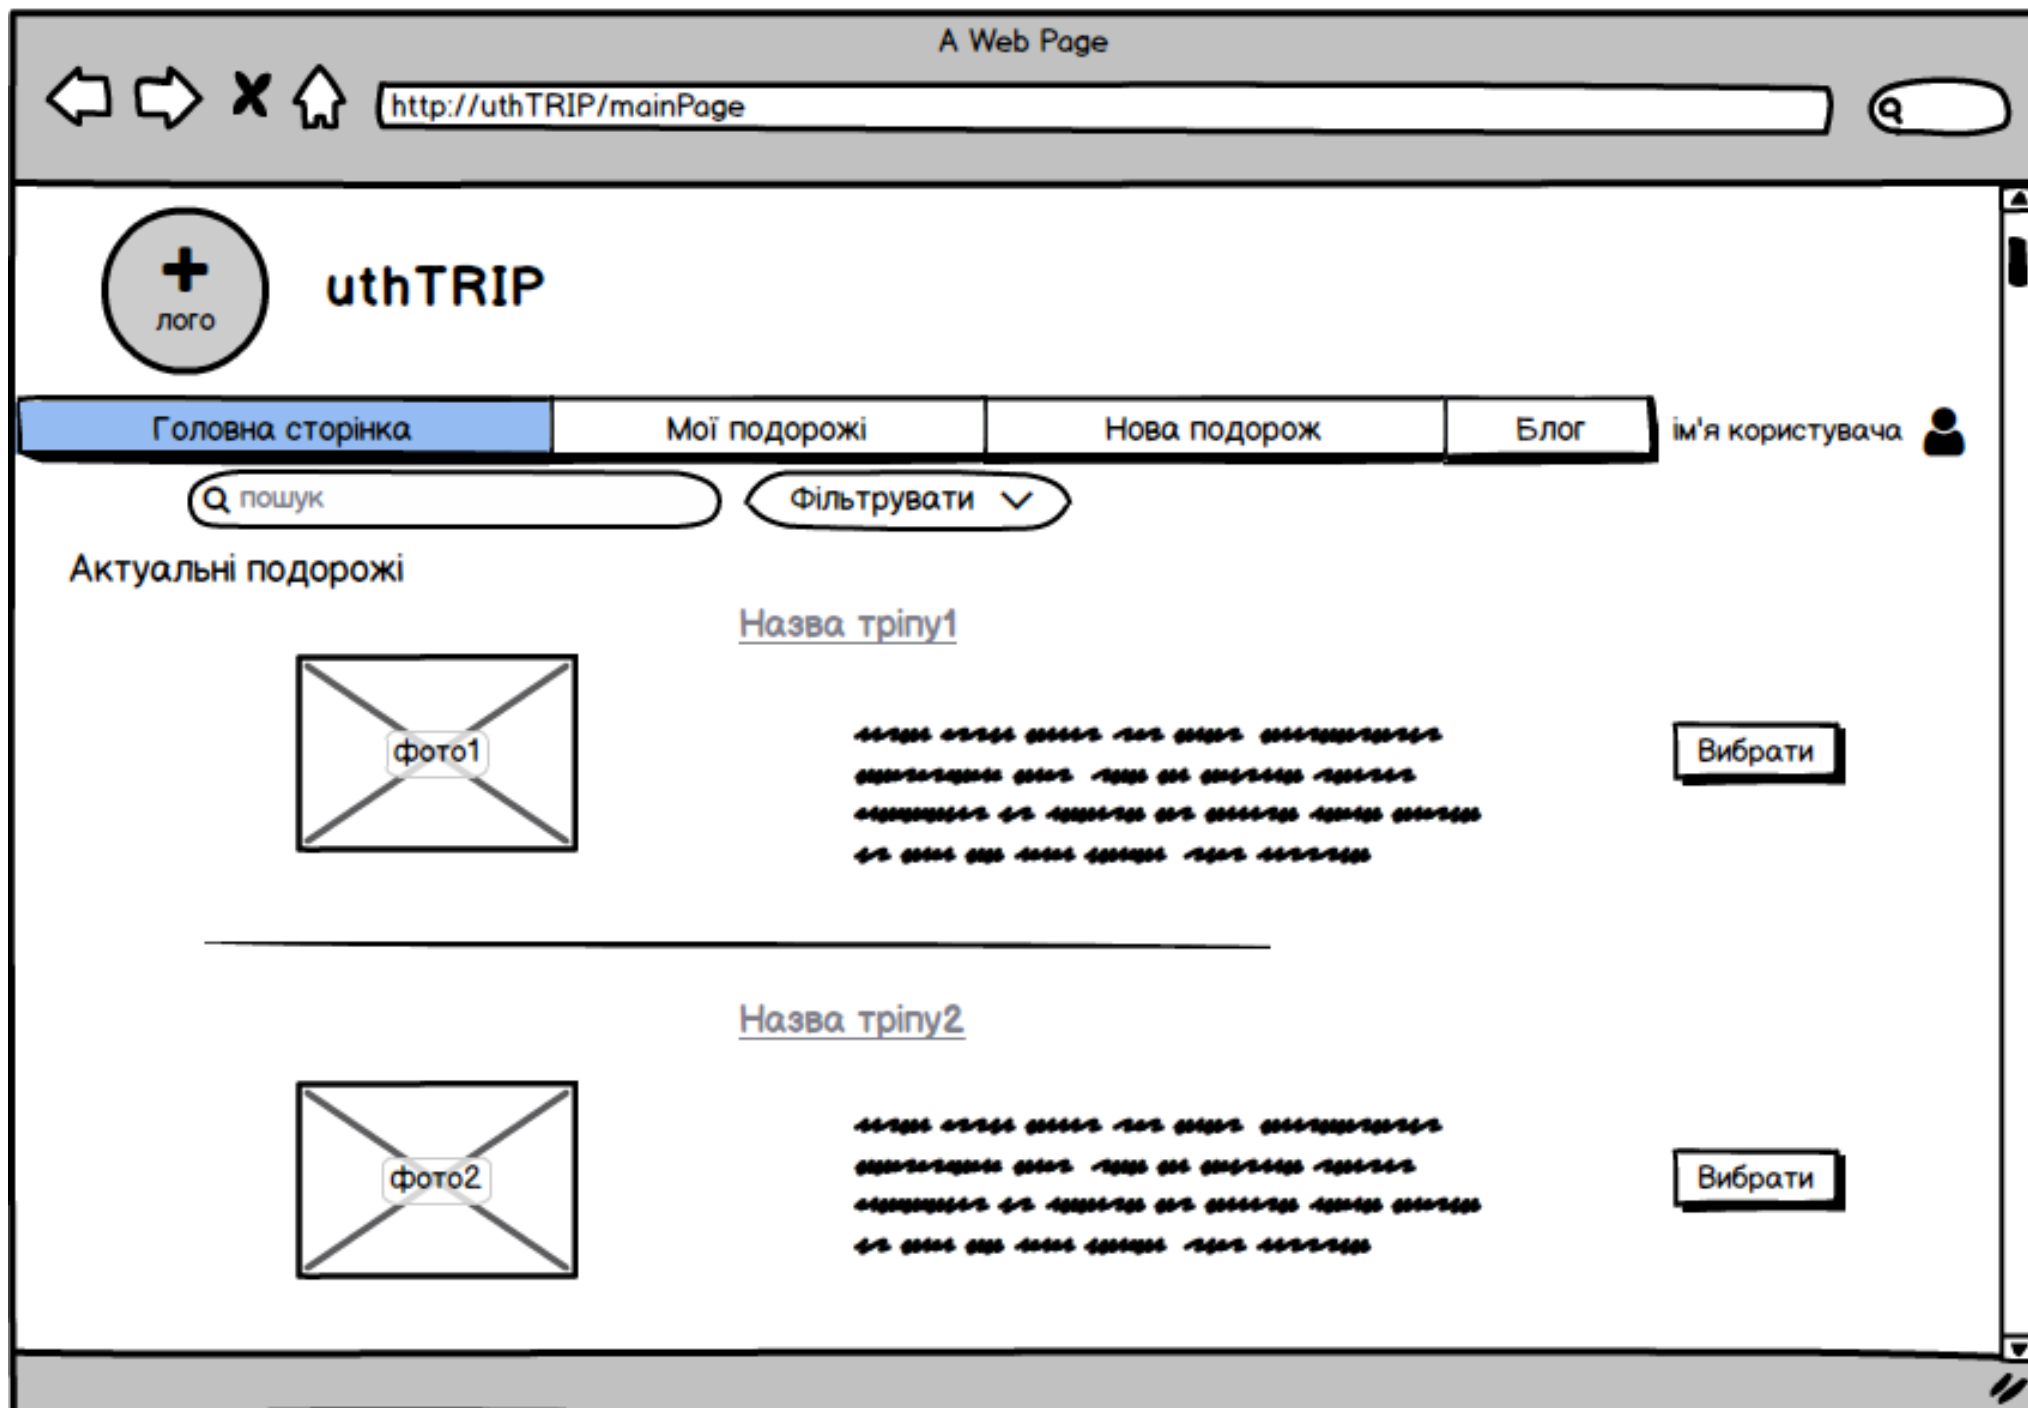 A Web Page
http://uthTRIP/mainPage
лого
uthTRIP
Головна сторінка
Мої подорожі
Нова подорож
Блог
ім'я користувача
пошук
Фільтрувати
Актуальні подорожі
Назва тріпу1
фото1
Вибрати
Назва тріпу2
фото2
Вибрати